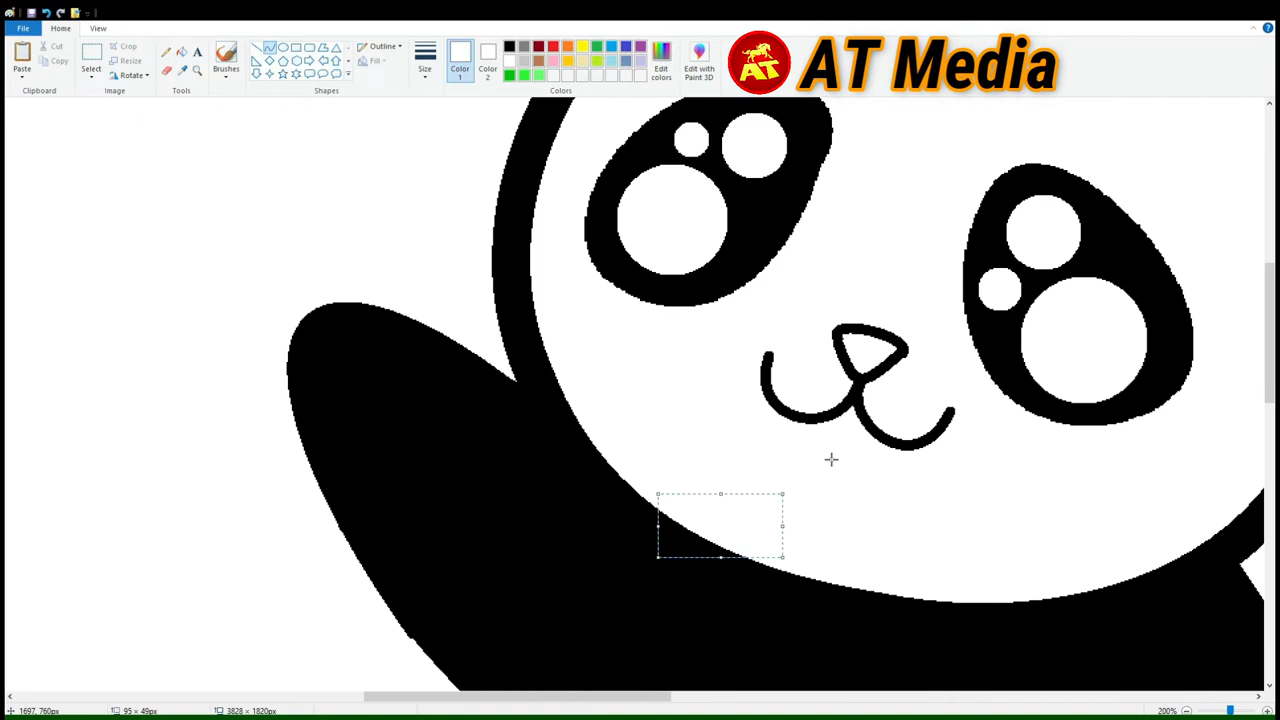 File
Home
View
Paste
Cut
Copy
Clipboard
Select
Crop
Resize
Rotate
Image
A
Tools
Brushes
Outline
Fill
Shapes
Size
Color 1
Color 2
Edit colors
Colors
Edit with Paint 3D
AT
AT Media
1697, 760px
95 × 49px
3828 × 1820px
200%